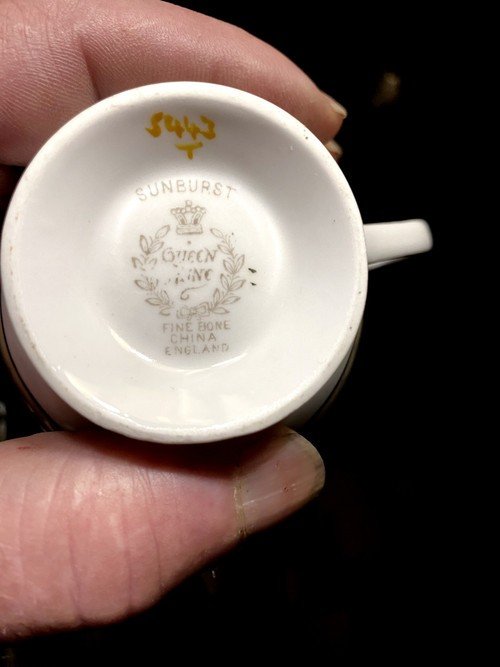 5443
T
SUNBURST
QUEEN
ANNE
FINE BONE
CHINA
ENGLAND